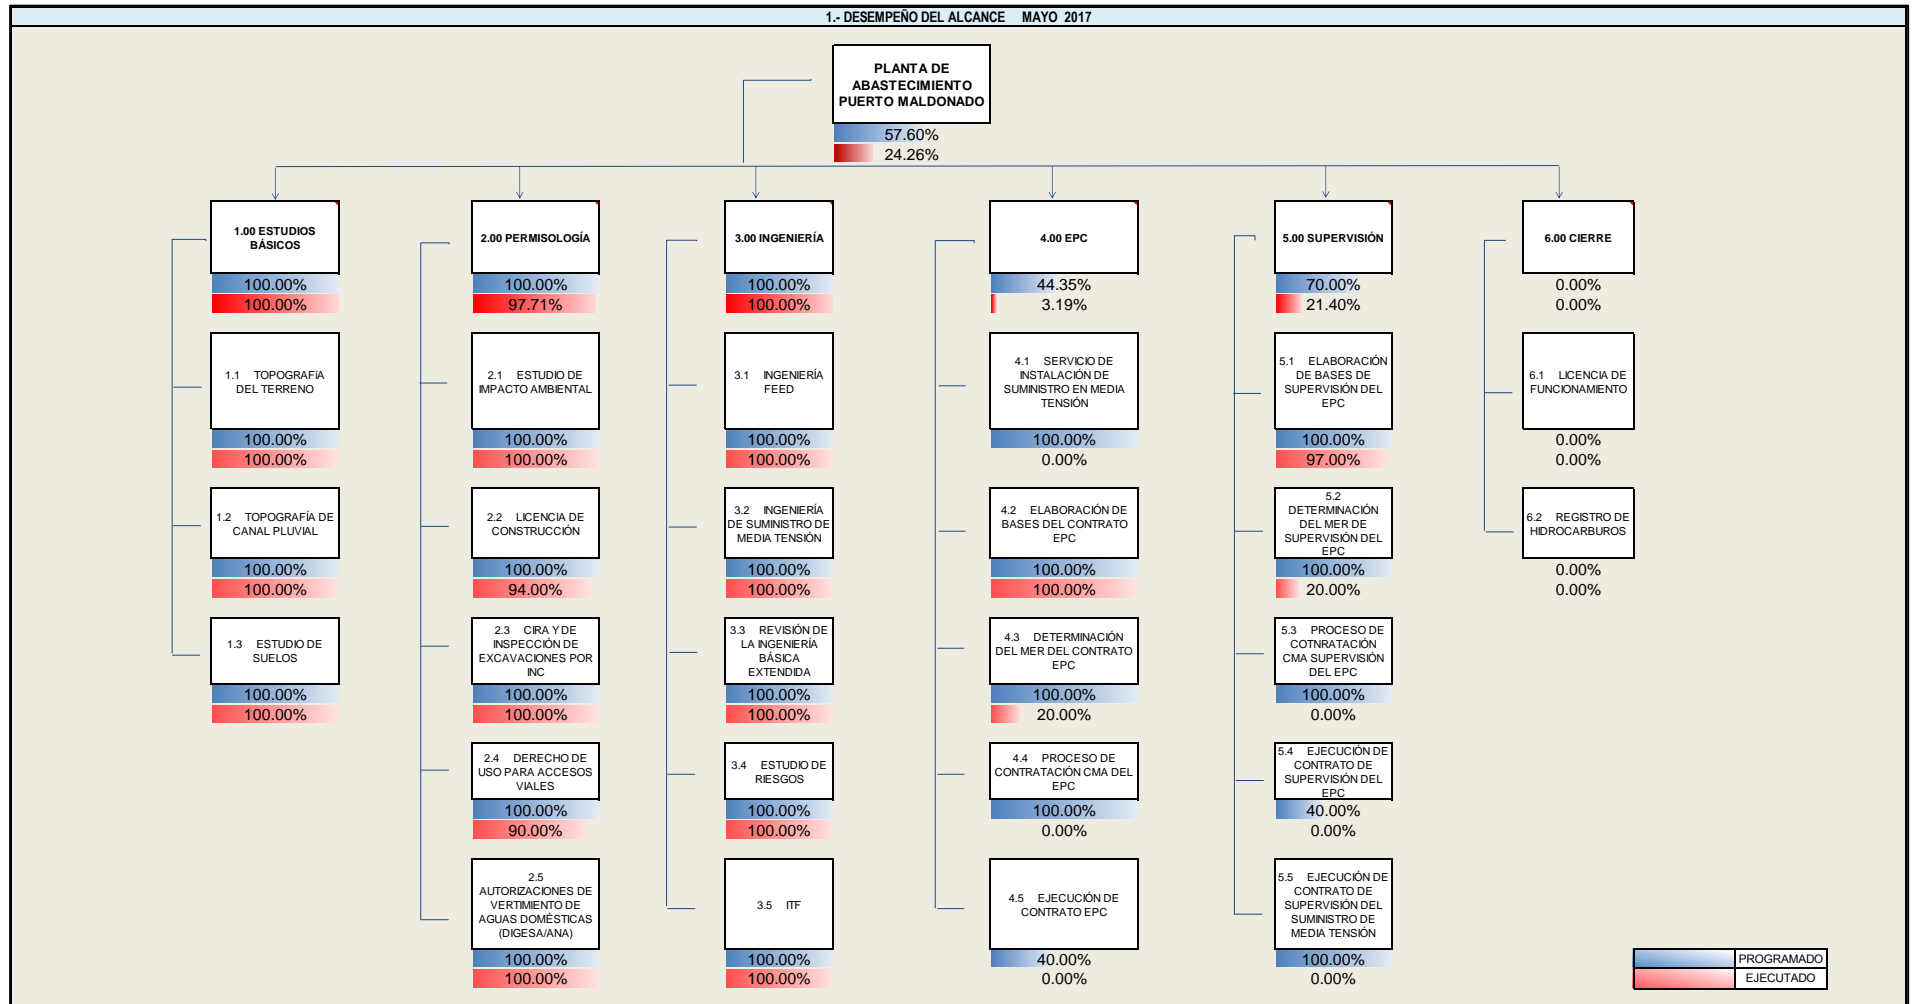 1.- DESEMPEÑO DEL ALCANCE MAYO 2017
PLANTA DE
ABASTECIMIENTO
PUERTO MALDONADO
57.60%
24.26%
1.00 ESTUDIOS
BÁSICOS
100.00%
100.00%
1.1 TOPOGRAFíA
DEL TERRENO
100.00%
100.00%
1.2 TOPOGRAFÍA DE
CANAL PLUVIAL
100.00%
100.00%
1.3 ESTUDIO DE
SUELOS
100.00%
100.00%
2.00 PERMISOLOGÍA
100.00%
97.71%
2.1 ESTUDIO DE
IMPACTO AMBIENTAL
100.00%
100.00%
2.2 LICENCIA DE
CONSTRUCCIÓN
100.00%
94.00%
2.3 CIRA Y DE
INSPECCIÓN DE
EXCAVACIONES POR
INC
100.00%
100.00%
2.4 DERECHO DE
USO PARA ACCESOS
VIALES
100.00%
90.00%
2.5
AUTORIZACIONES DE
VERTIMIENTO DE
AGUAS DOMÉSTICAS
(DIGESA/ANA)
100.00%
100.00%
3.00 INGENIERÍA
100.00%
100.00%
3.1 INGENIERÍA
FEED
100.00%
100.00%
3.2 INGENIERÍA
DE SUMINISTRO DE
MEDIA TENSIÓN
100.00%
100.00%
3.3 REVISIÓN DE
LA INGENIERÍA
BÁSICA
EXTENDIDA
100.00%
100.00%
3.4 ESTUDIO DE
RIESGOS
100.00%
100.00%
3.5 ITF
100.00%
100.00%
4.00 EPC
44.35%
3.19%
4.1 SERVICIO DE
INSTALACIÓN DE
SUMINISTRO EN MEDIA
TENSIÓN
100.00%
0.00%
4.2 ELABORACIÓN DE
BASES DEL CONTRATO
EPC
100.00%
100.00%
4.3 DETERMINACIÓN
DEL MER DEL CONTRATO
EPC
100.00%
20.00%
4.4 PROCESO DE
CONTRATACIÓN CMA DEL
EPC
100.00%
0.00%
4.5 EJECUCIÓN DE
CONTRATO EPC
40.00%
0.00%
5.00 SUPERVISIÓN
70.00%
21.40%
5.1 ELABORACIÓN
DE BASES DE
SUPERVISIÓN DEL
EPC
100.00%
97.00%
5.2
DETERMINACIÓN
DEL MER DE
SUPERVISIÓN DEL
EPC
100.00%
20.00%
5.3 PROCESO DE
COTNRATACIÓN
CMA SUPERVISIÓN
DEL EPC
100.00%
0.00%
5.4 EJECUCIÓN DE
CONTRATO DE
SUPERVISIÓN DEL
EPC
40.00%
0.00%
5.5 EJECUCIÓN DE
CONTRATO DE
SUPERVISIÓN DEL
SUMINISTRO DE
MEDIA TENSIÓN
100.00%
0.00%
6.00 CIERRE
0.00%
0.00%
6.1 LICENCIA DE
FUNCIONAMIENTO
0.00%
0.00%
6.2 REGISTRO DE
HIDROCARBUROS
0.00%
0.00%
PROGRAMADO
EJECUTADO